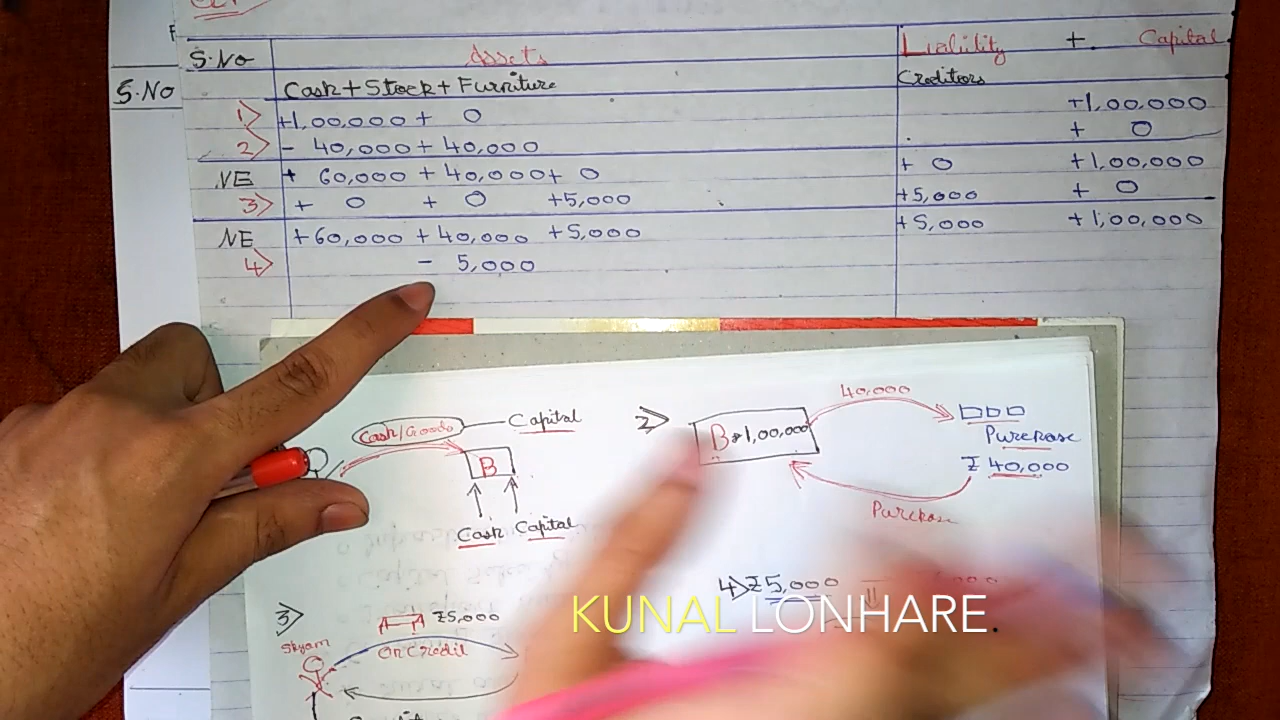 S.No Assets Liability + Capital
S.No Cash + Stock + Furniture Creditors
1> +1,00,000 + 0 +1,00,000
2> - 40,000 + 40,000 + 0
NE + 60,000 + 40,000 + 0 + 0 +1,00,000
3> + 0 + 0 +5,000 +5,000 + 0
NE +60,000 + 40,000 +5,000 +5,000 +1,00,000
4> - 5,000
Cash/Goods Capital
B
Cash Capital
2> 40,000
B 1,00,000
Purchase
₹ 40,000
Purchase
4> ₹5,000
3> ₹5,000
Shyam On Credit
KUNAL LONHARE.